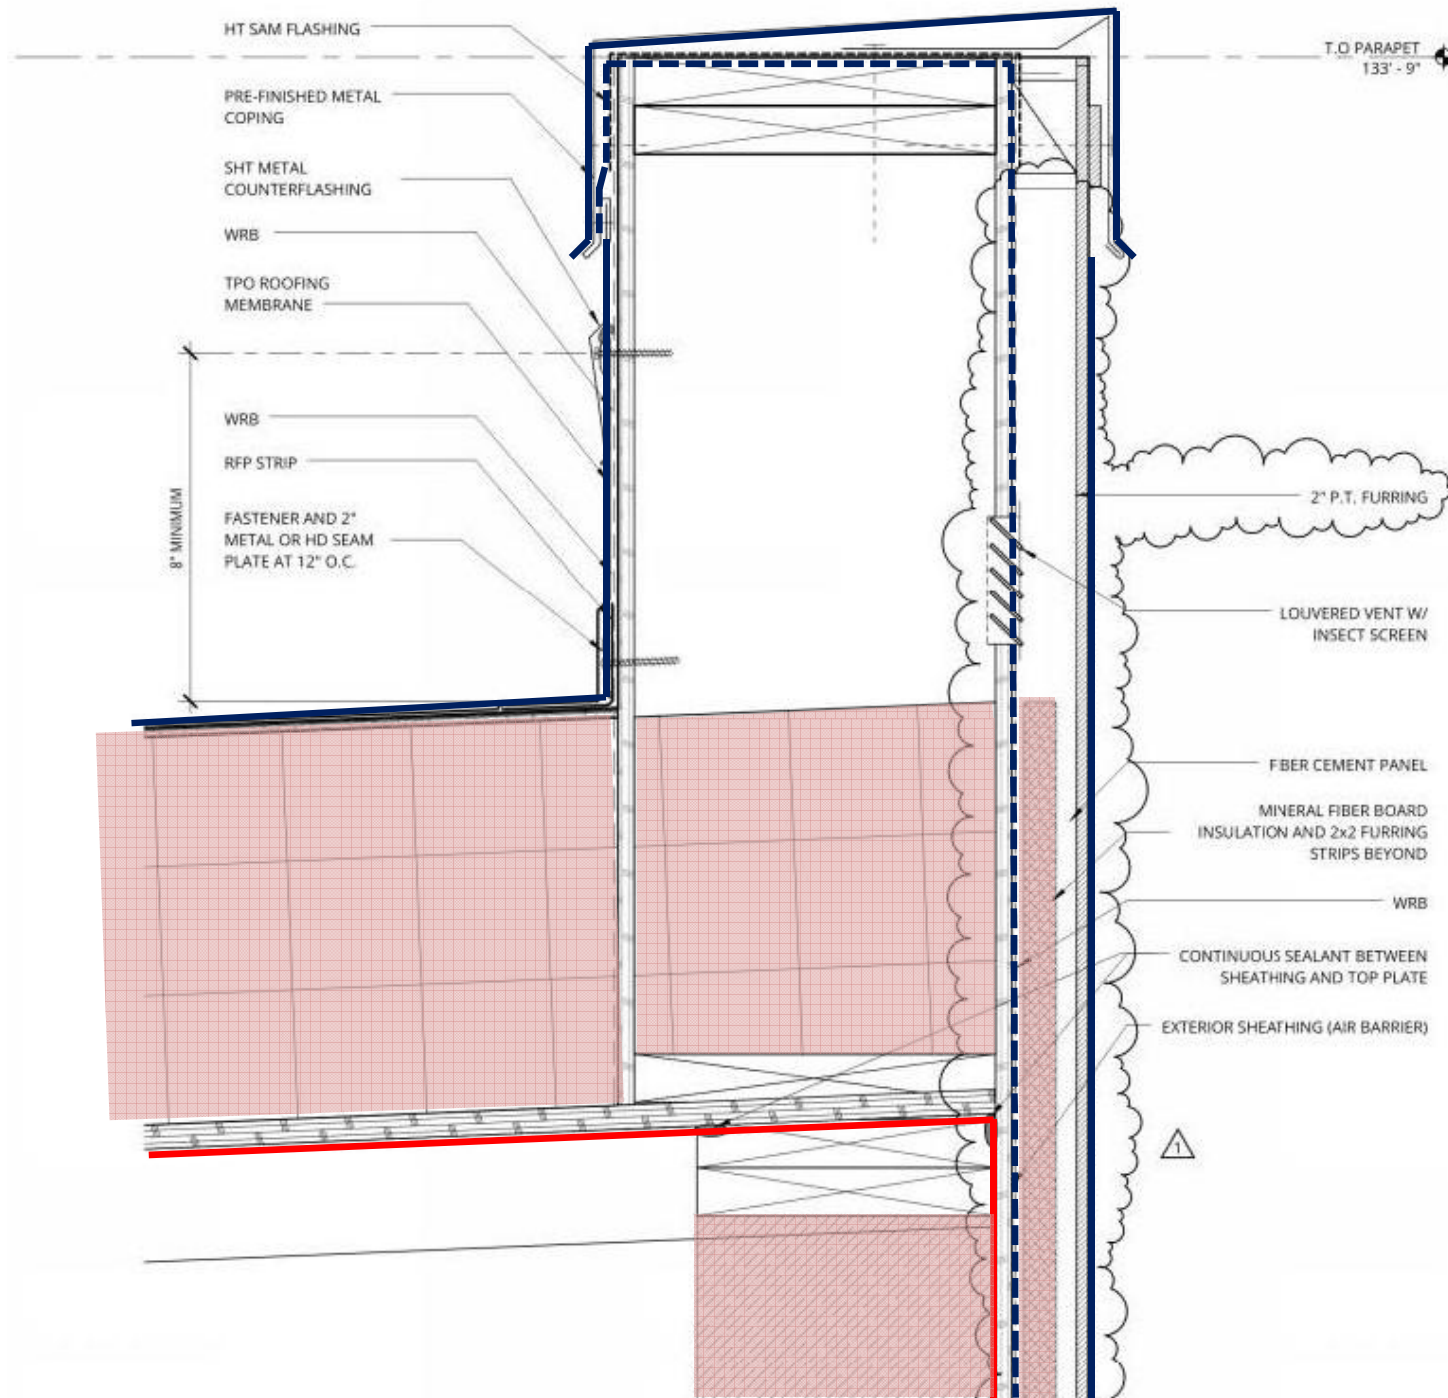 HT SAM FLASHING
PRE-FINISHED METAL
COPING
SHT METAL
COUNTERFLASHING
WRB
TPO ROOFING
MEMBRANE
WRB
RFP STRIP
FASTENER AND 2"
METAL OR HD SEAM
PLATE AT 12" O.C.
8" MINIMUM
T.O PARAPET
133' - 9"
2" P.T. FURRING
LOUVERED VENT W/
INSECT SCREEN
FIBER CEMENT PANEL
MINERAL FIBER BOARD
INSULATION AND 2x2 FURRING
STRIPS BEYOND
WRB
CONTINUOUS SEALANT BETWEEN
SHEATHING AND TOP PLATE
EXTERIOR SHEATHING (AIR BARRIER)
1